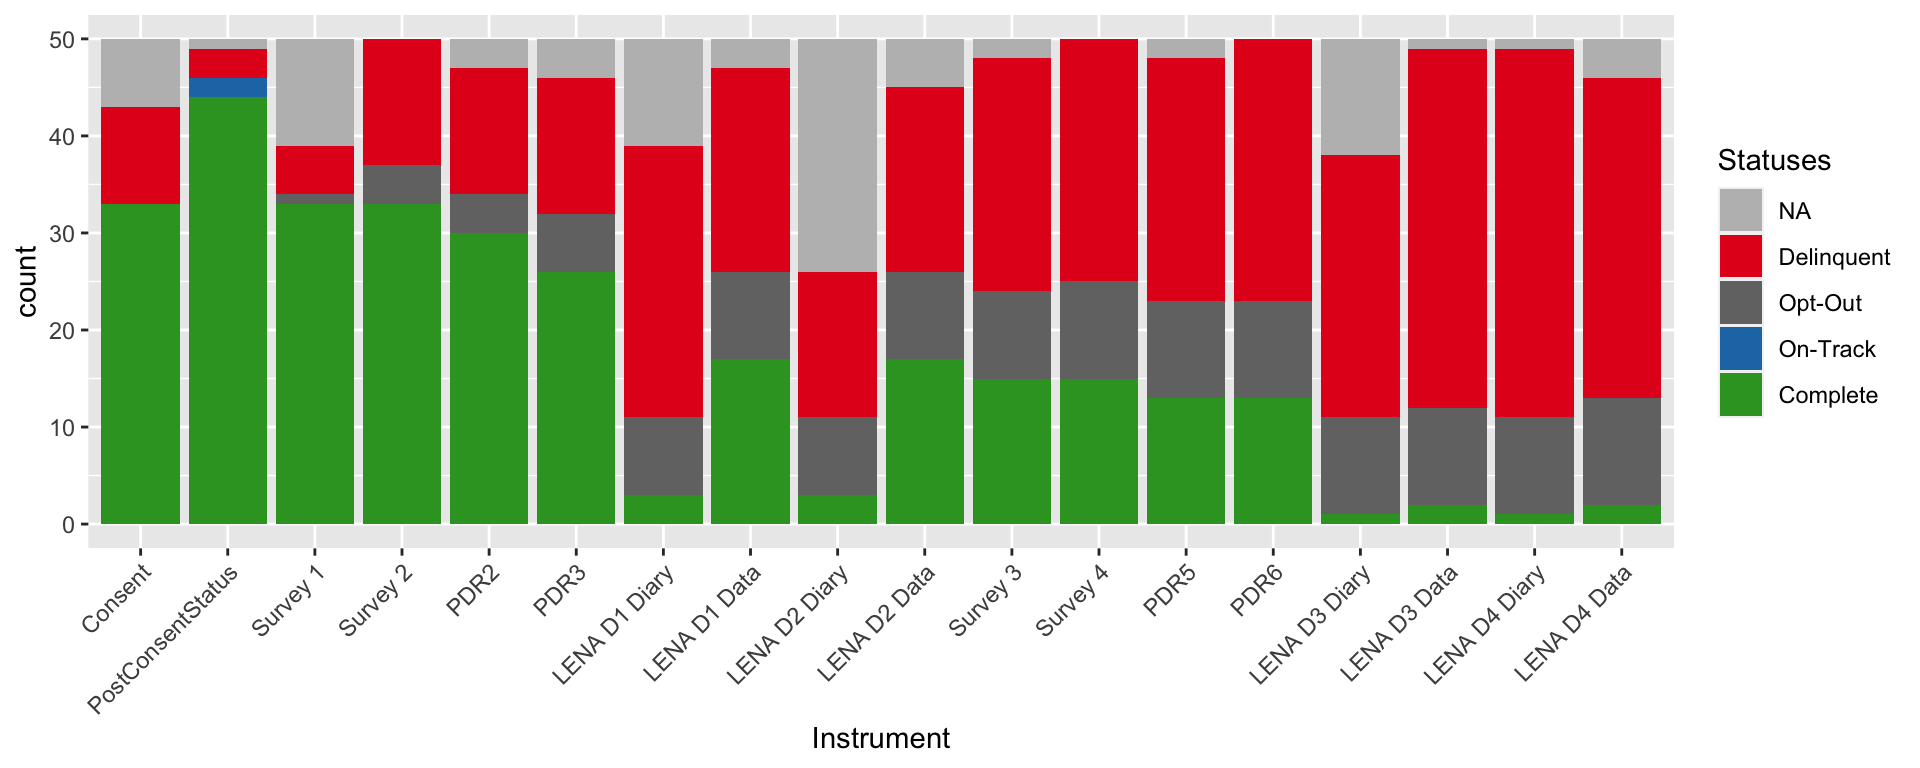 50
40
30
20
10
0
count
Consent
PostConsentStatus
Survey 1
Survey 2
PDR2
PDR3
LENA D1 Diary
LENA D1 Data
LENA D2 Diary
LENA D2 Data
Survey 3
Survey 4
PDR5
PDR6
LENA D3 Diary
LENA D3 Data
LENA D4 Diary
LENA D4 Data
Instrument
Statuses
NA
Delinquent
Opt-Out
On-Track
Complete